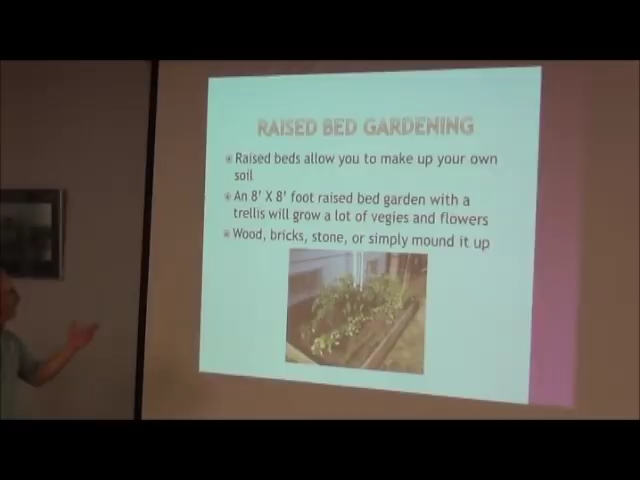 RAISED BED GARDENING
Raised beds allow you to make up your own
soil
An 8' X 8' foot raised bed garden with a
trellis will grow a lot of vegies and flowers
Wood, bricks, stone, or simply mound it up